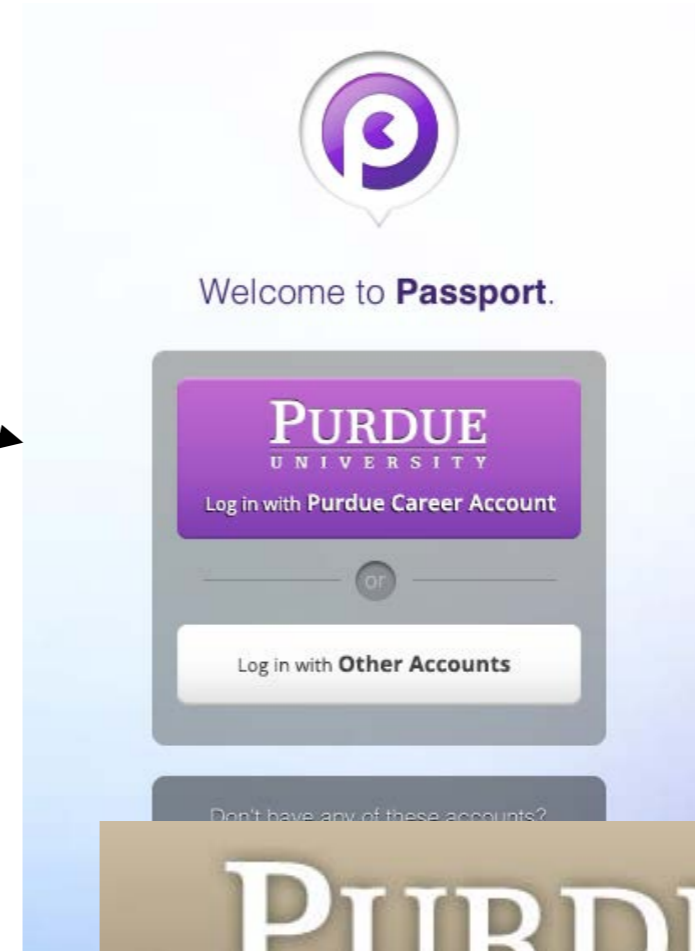 Welcome to Passport.
PURDUE
UNIVERSITY
Log in with Purdue Career Account
or
Log in with Other Accounts
Don't have any of these accounts?